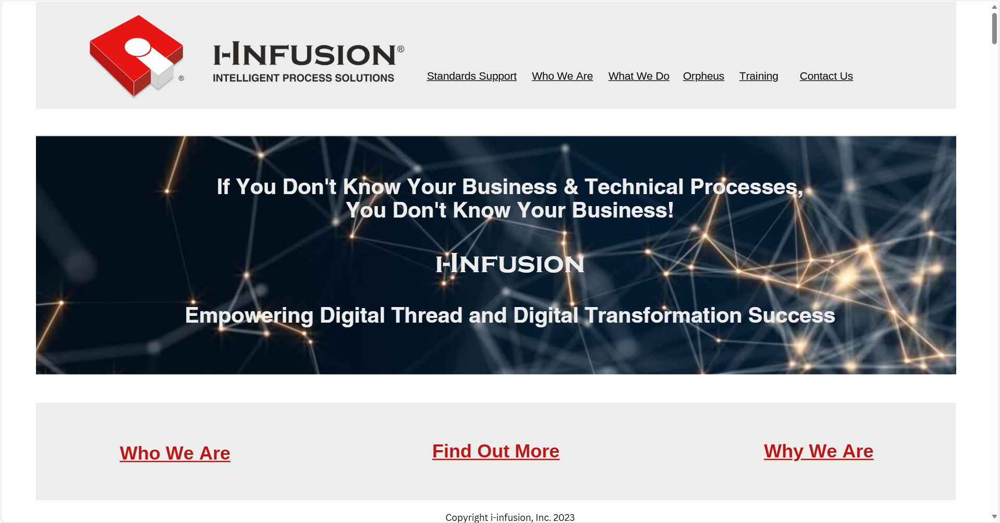 I-INFUSION®
INTELLIGENT PROCESS SOLUTIONS
®
Standards Support Who We Are What We Do Orpheus Training Contact Us
If You Don't Know Your Business & Technical Processes,
You Don't Know Your Business!
I-INFUSION
Empowering Digital Thread and Digital Transformation Success
Who We Are Find Out More Why We Are
Copyright i-infusion, Inc. 2023